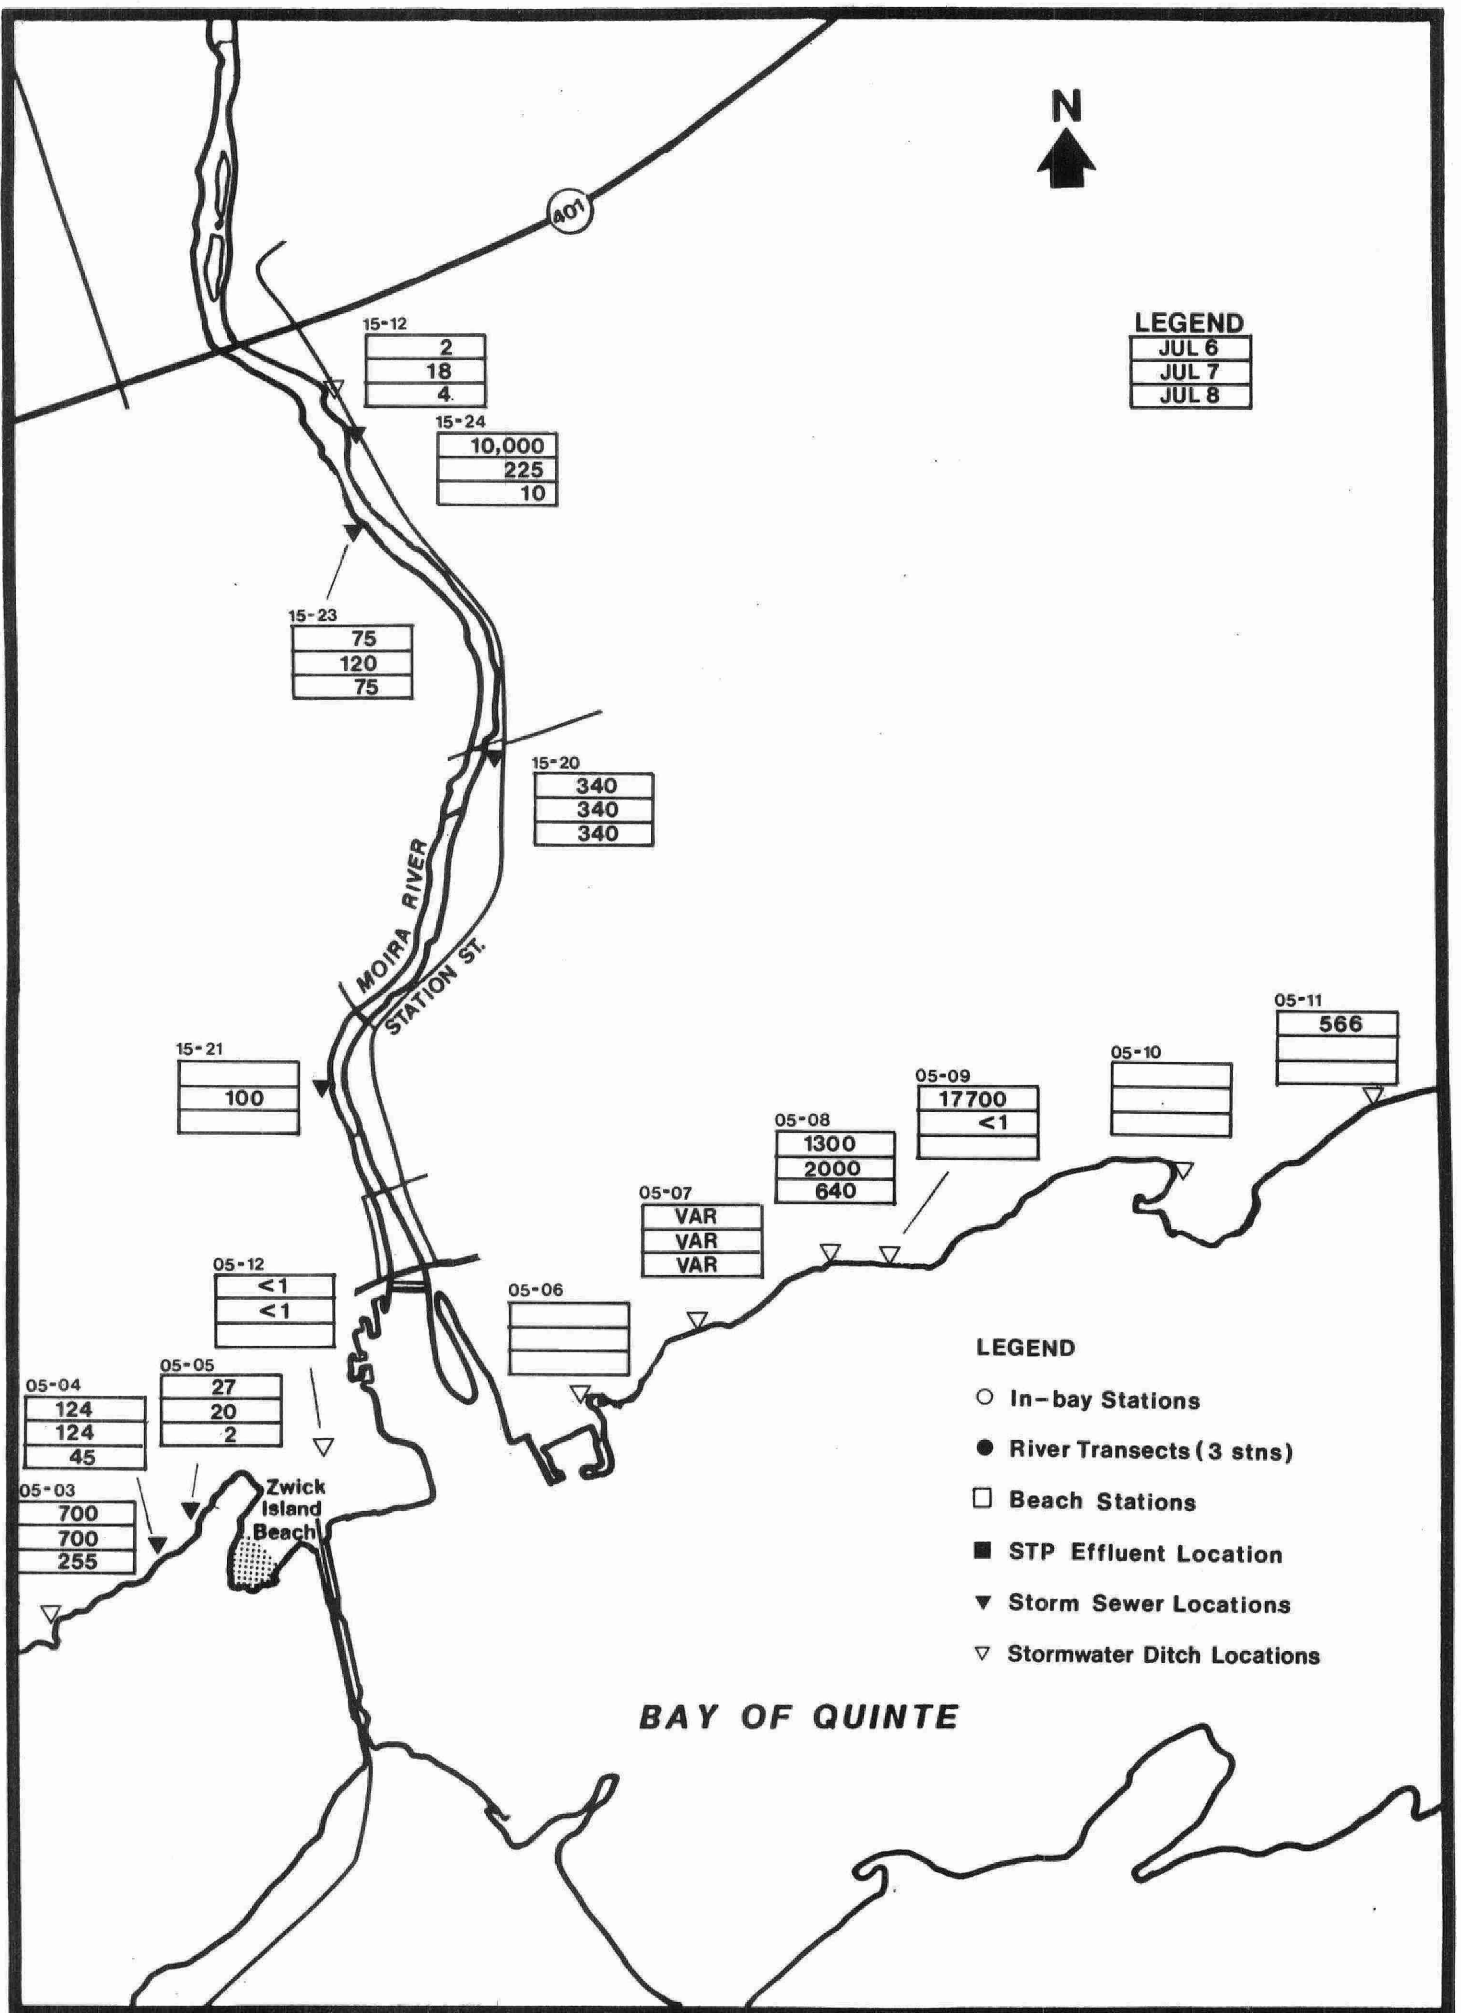 N
401
LEGEND
JUL 6
JUL 7
JUL 8
15-12
2
18
4
15-24
10,000
225
10
15-23
75
120
75
15-20
340
340
340
MOIRA RIVER
STATION ST.
15-21
100
05-11
566
05-10
05-09
17700
<1
05-08
1300
2000
640
05-07
VAR
VAR
VAR
05-06
05-12
<1
<1
05-05
27
20
2
05-04
124
124
45
05-03
700
700
255
Zwick
Island
Beach
LEGEND
In-bay Stations
River Transects (3 stns)
Beach Stations
STP Effluent Location
Storm Sewer Locations
Stormwater Ditch Locations
BAY OF QUINTE